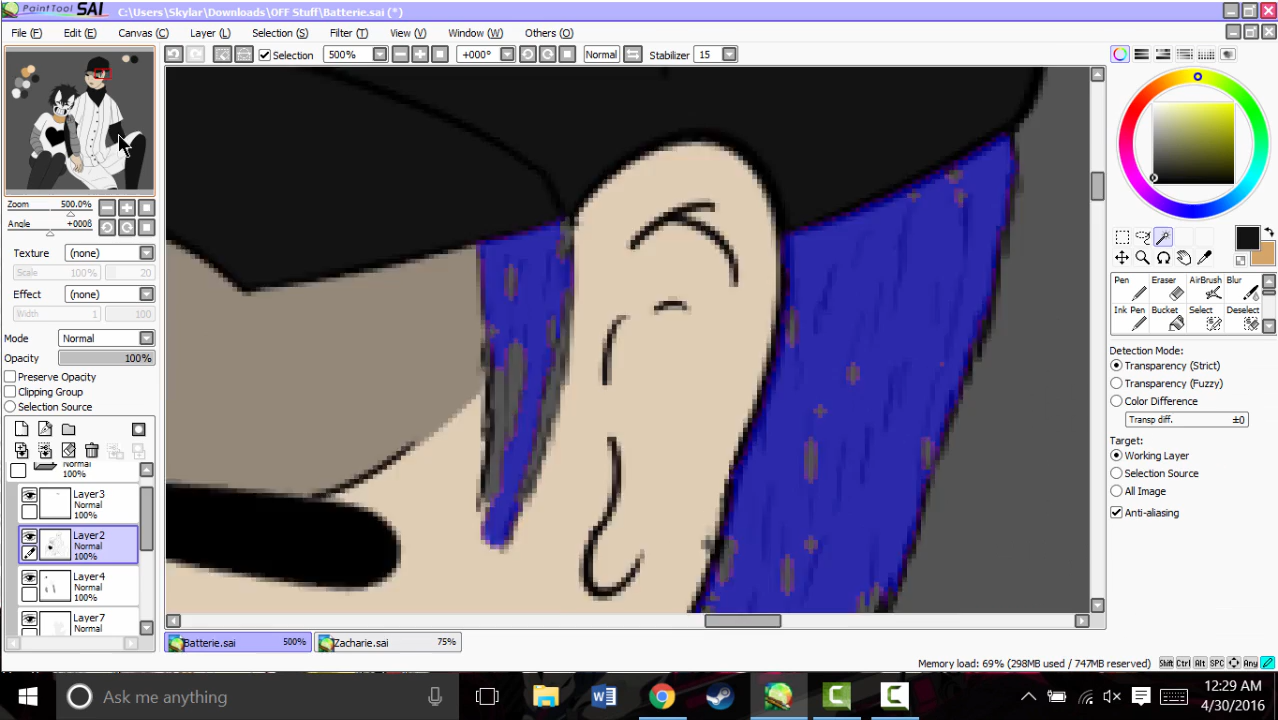 PaintTool SAI C:\Users\Skylar\Downloads\OFF Stuff\Batterie.sai (*)
File (F) Edit (E) Canvas (C) Layer (L) Selection (S) Filter (T) View (V) Window (W) Others (O)
Selection 500% +000° Normal Stabilizer 15
Zoom 500.0%
Angle +000θ
Texture (none)
Scale 100% 20
Effect (none)
Width 1 100
Mode Normal
Opacity 100%
Preserve Opacity
Clipping Group
Selection Source
Normal
100%
Layer3
Normal
100%
Layer2
Normal
100%
Layer4
Normal
100%
Layer7
Normal
Pen Eraser AirBrush Blur
Ink Pen Bucket Select Deselect
Detection Mode:
Transparency (Strict)
Transparency (Fuzzy)
Color Difference
Transp diff. ±0
Target:
Working Layer
Selection Source
All Image
Anti-aliasing
Batterie.sai 500% Zacharie.sai 75%
Memory load: 69% (298MB used / 747MB reserved) Shift Ctrl Alt SPC Any
Ask me anything
12:29 AM
4/30/2016